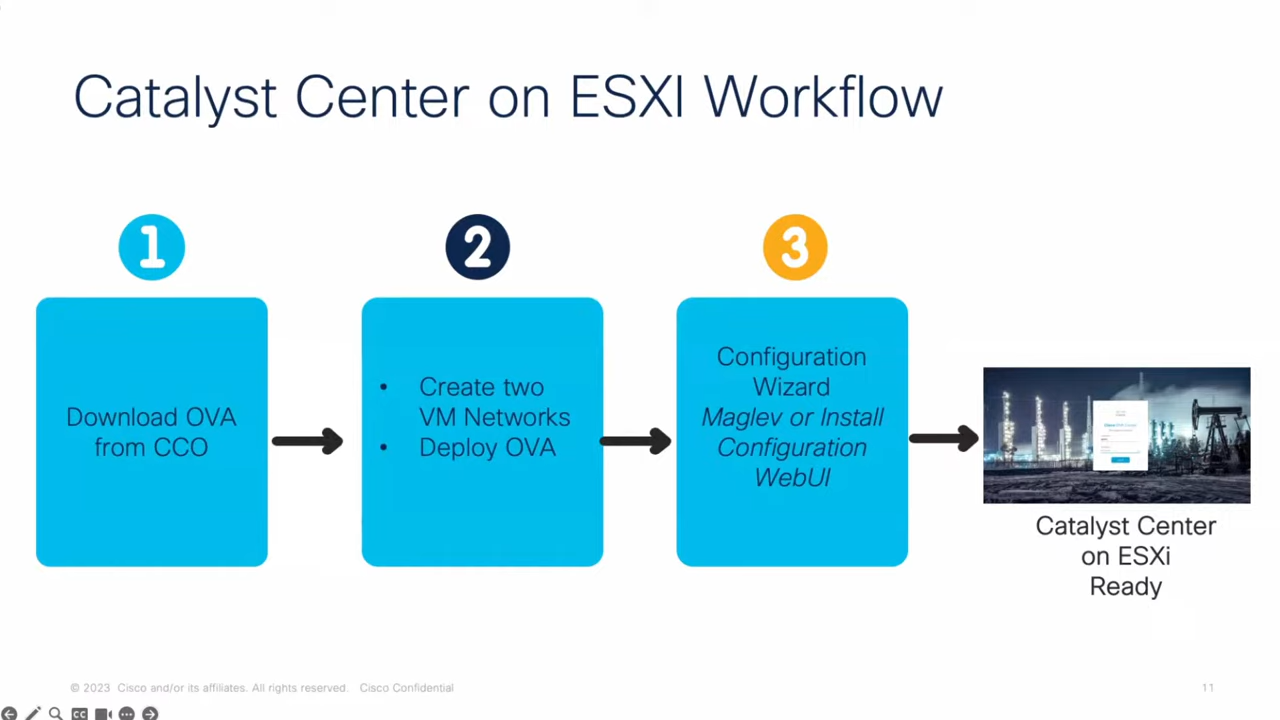 Catalyst Center on ESXI Workflow
1
2
3
Download OVA
from CCO
• Create two
VM Networks
• Deploy OVA
Configuration
Wizard
Maglev or Install
Configuration
WebUI
Catalyst Center
on ESXi
Ready
© 2023 Cisco and/or its affiliates. All rights reserved. Cisco Confidential
11
CC